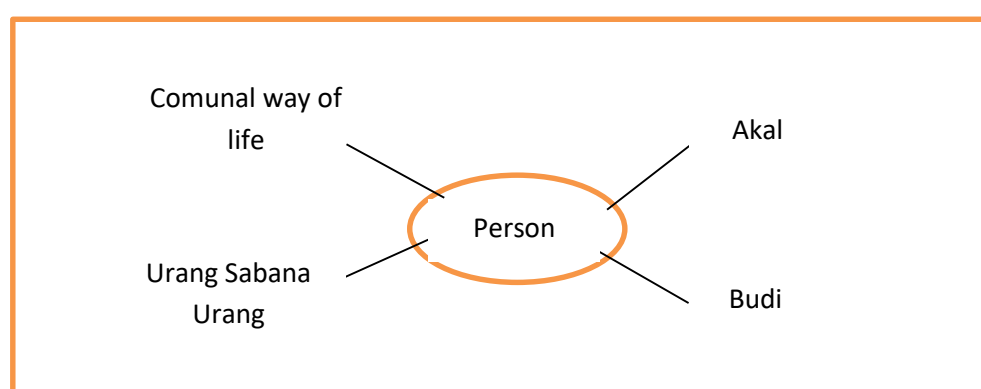 Comunal way of
life
Akal
Person
Urang Sabana
Urang
Budi